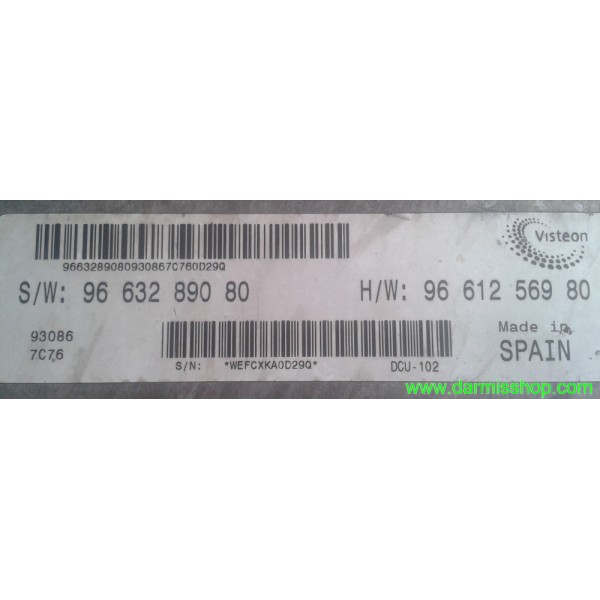 Visteon
9663289080930867C760D29Q
S/W: 96 632 890 80
H/W: 96 612 569 80
93086
7C76
S/N: *WEFCXKA0D29Q*
DCU-102
Made in
SPAIN
www.darmisshop.com